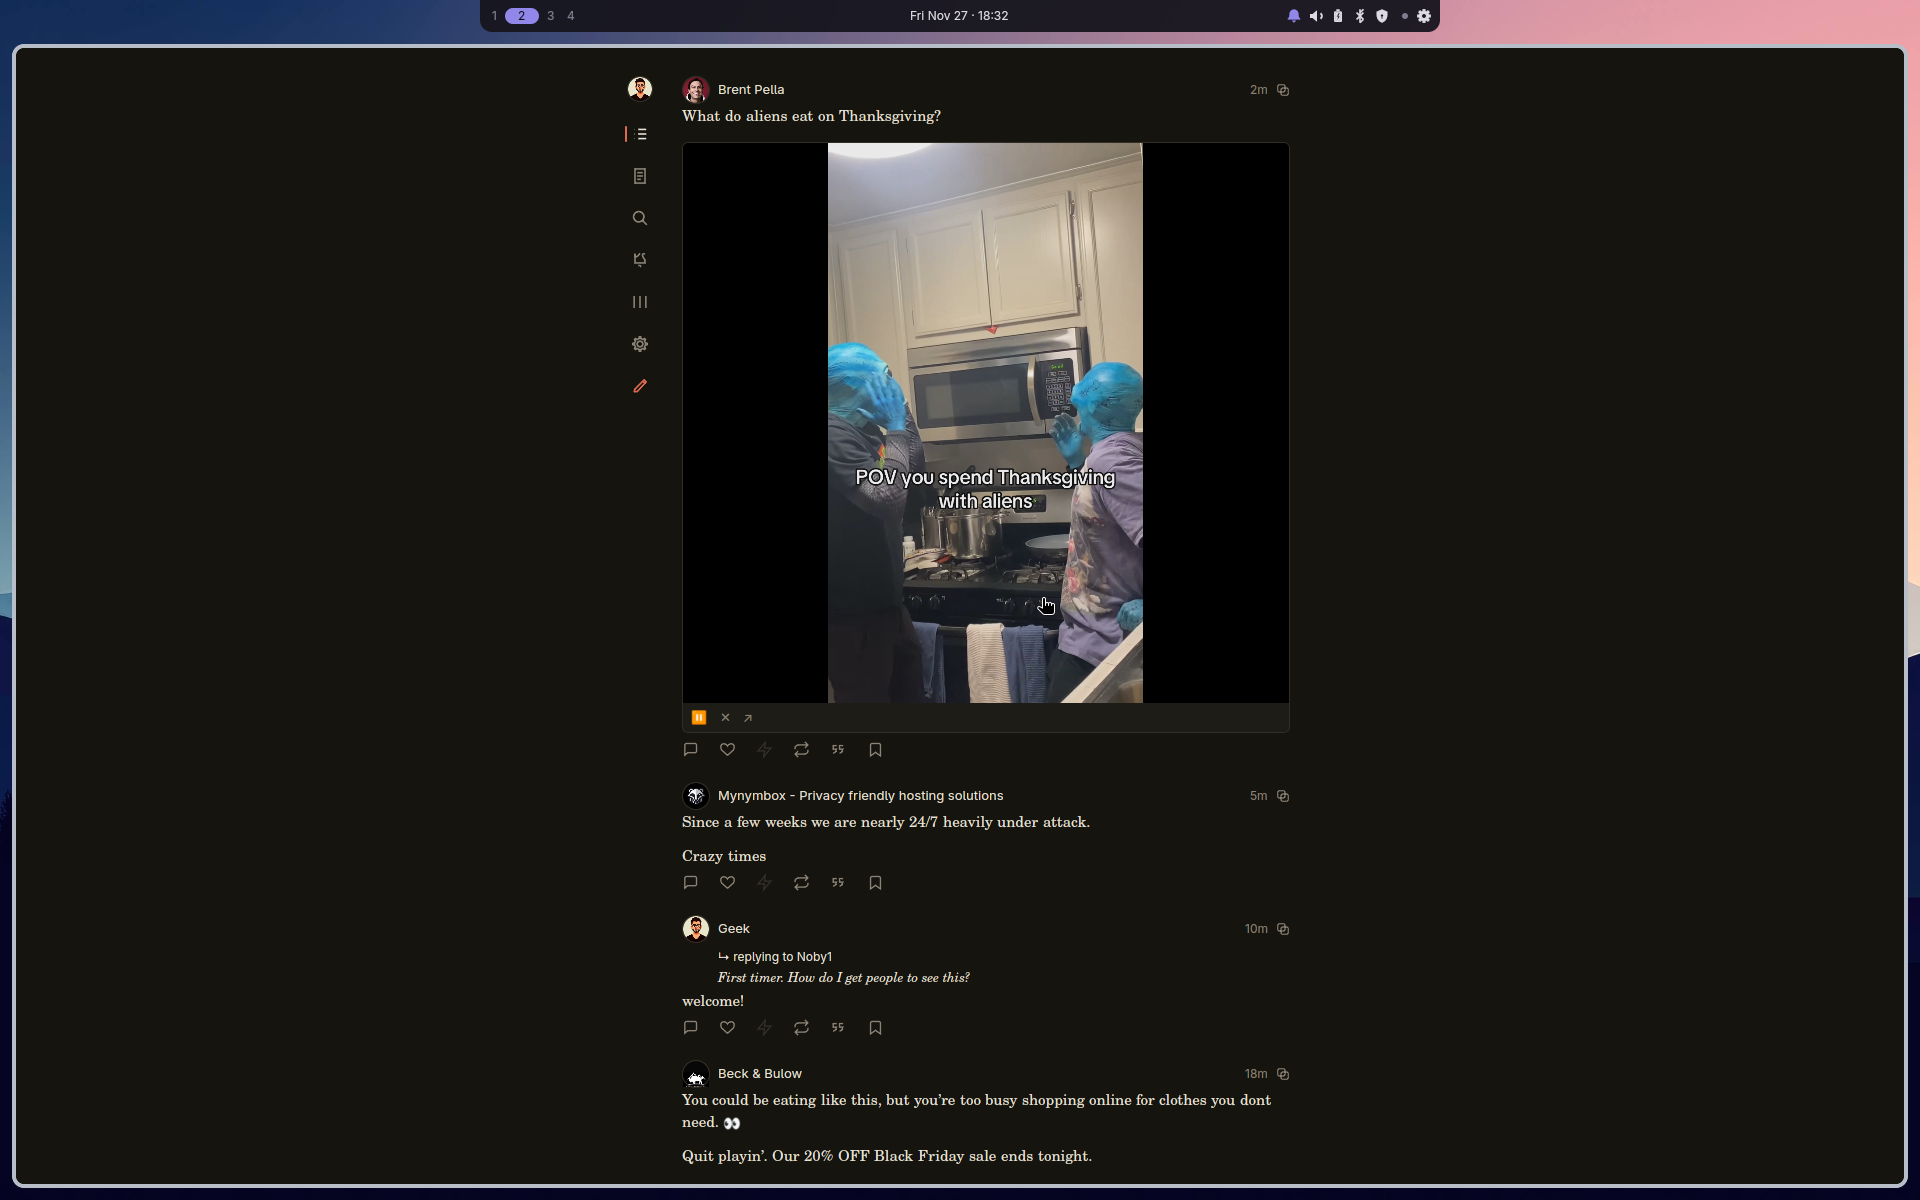 1 2 3 4
Fri Nov 27 · 18:32
Brent Pella
2m
What do aliens eat on Thanksgiving?
POV you spend Thanksgiving
with aliens
Mynymbox - Privacy friendly hosting solutions
5m
Since a few weeks we are nearly 24/7 heavily under attack.
Crazy times
Geek
10m
↳ replying to Noby1
First timer. How do I get people to see this?
welcome!
Beck & Bulow
18m
You could be eating like this, but you're too busy shopping online for clothes you dont
need. 👀
Quit playin'. Our 20% OFF Black Friday sale ends tonight.